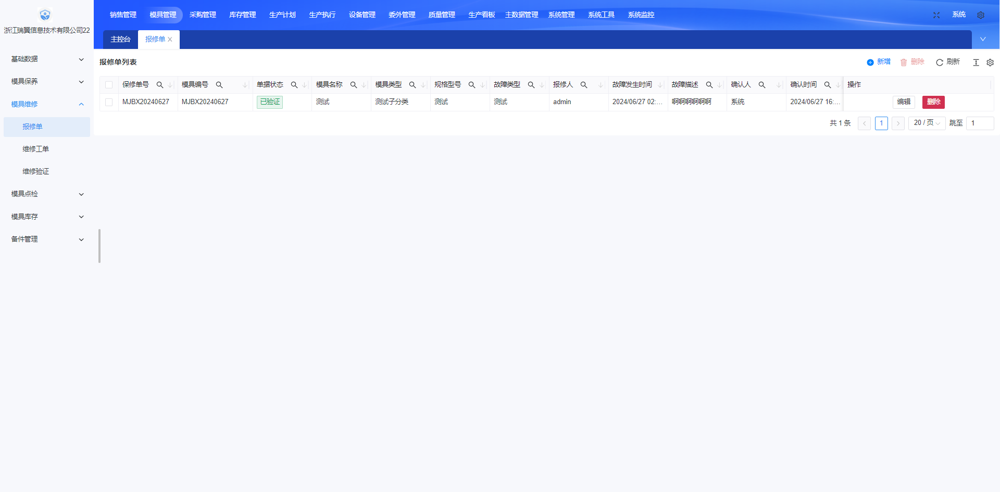 浙江瑞翼信息技术有限公司22
销售管理 模具管理 采购管理 库存管理 生产计划 生产执行 设备管理 委外管理 质量管理 生产看板 主数据管理 系统管理 系统工具 系统监控 系统
主控台 报修单
基础数据
模具保养
模具维修
报修单
维修工单
维修验证
模具点检
模具库存
备件管理
报修单列表 新增 删除 刷新
保修单号 模具编号 单据状态 模具名称 模具类型 规格型号 故障类型 报修人 故障发生时间 故障描述 确认人 确认时间 操作
MJBX20240627 MJBX20240627 已验证 测试 测试子分类 测试 测试 admin 2024/06/27 02:... 啊啊啊啊啊啊 系统 2024/06/27 16:... 编辑 删除
共 1 条 1 20 / 页 跳至 1